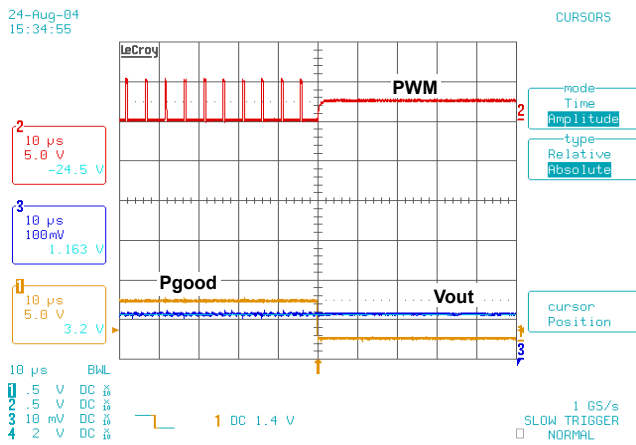 24-Aug-04
15:34:55
CURSORS
LeCroy
PWM
mode
Time
Amplitude
type
Relative
Absolute
2
10 µs
5.0 V
-24.5 V
2
3
10 µs
100mV
1.163 V
1
10 µs
5.0 V
3.2 V
Pgood
Vout
cursor
Position
1
3
10 µs BWL
1 .5 V DC X10
2 .5 V DC X10
3 10 mV DC X10
4 2 V DC X10
1 DC 1.4 V
1 GS/s
SLOW TRIGGER
NORMAL